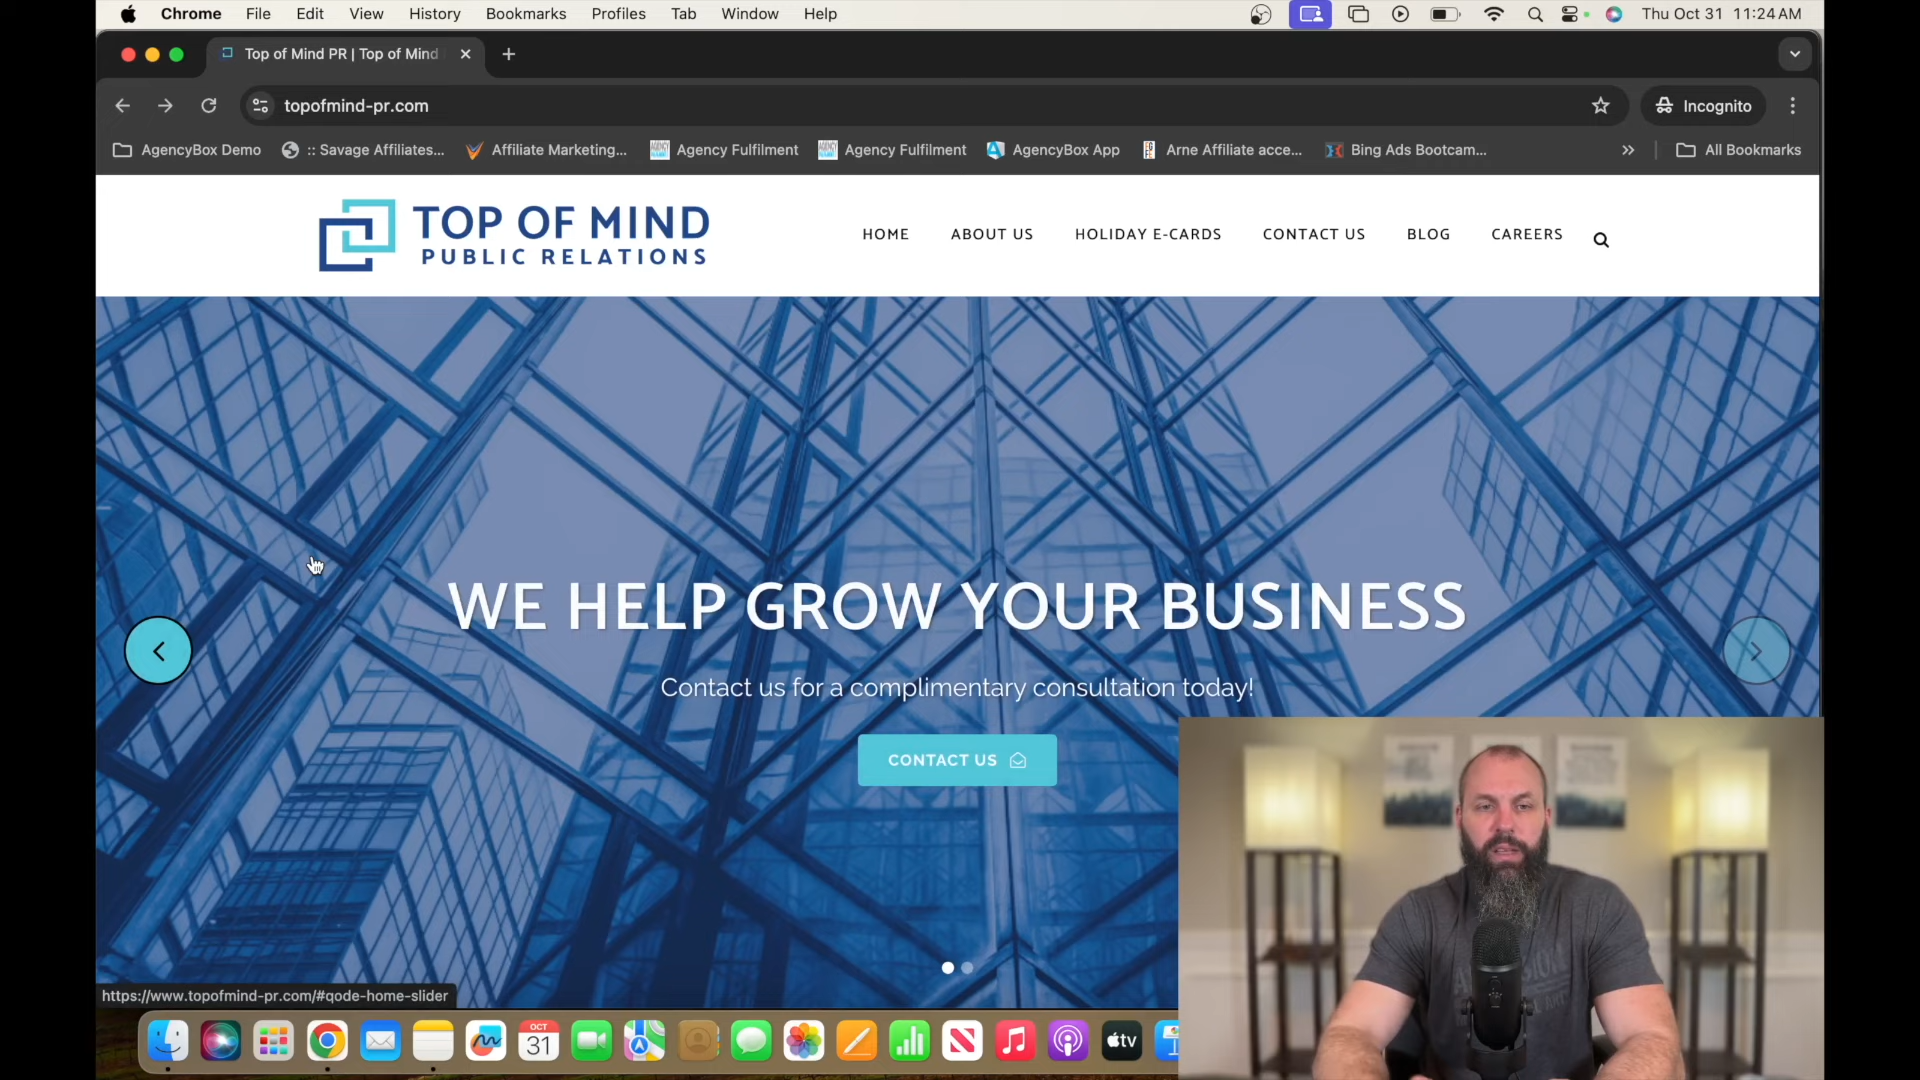 Chrome File Edit View History Bookmarks Profiles Tab Window Help
Thu Oct 31 11:24 AM
Top of Mind PR | Top of Mind
topofmind-pr.com
Incognito
AgencyBox Demo
:: Savage Affiliates...
Affiliate Marketing...
Agency Fulfilment
Agency Fulfilment
AgencyBox App
Arne Affiliate acce...
Bing Ads Bootcam...
All Bookmarks
TOP OF MIND
PUBLIC RELATIONS
HOME ABOUT US HOLIDAY E-CARDS CONTACT US BLOG CAREERS
WE HELP GROW YOUR BUSINESS
Contact us for a complimentary consultation today!
CONTACT US
https://www.topofmind-pr.com/#qode-home-slider
OCT
31
tv